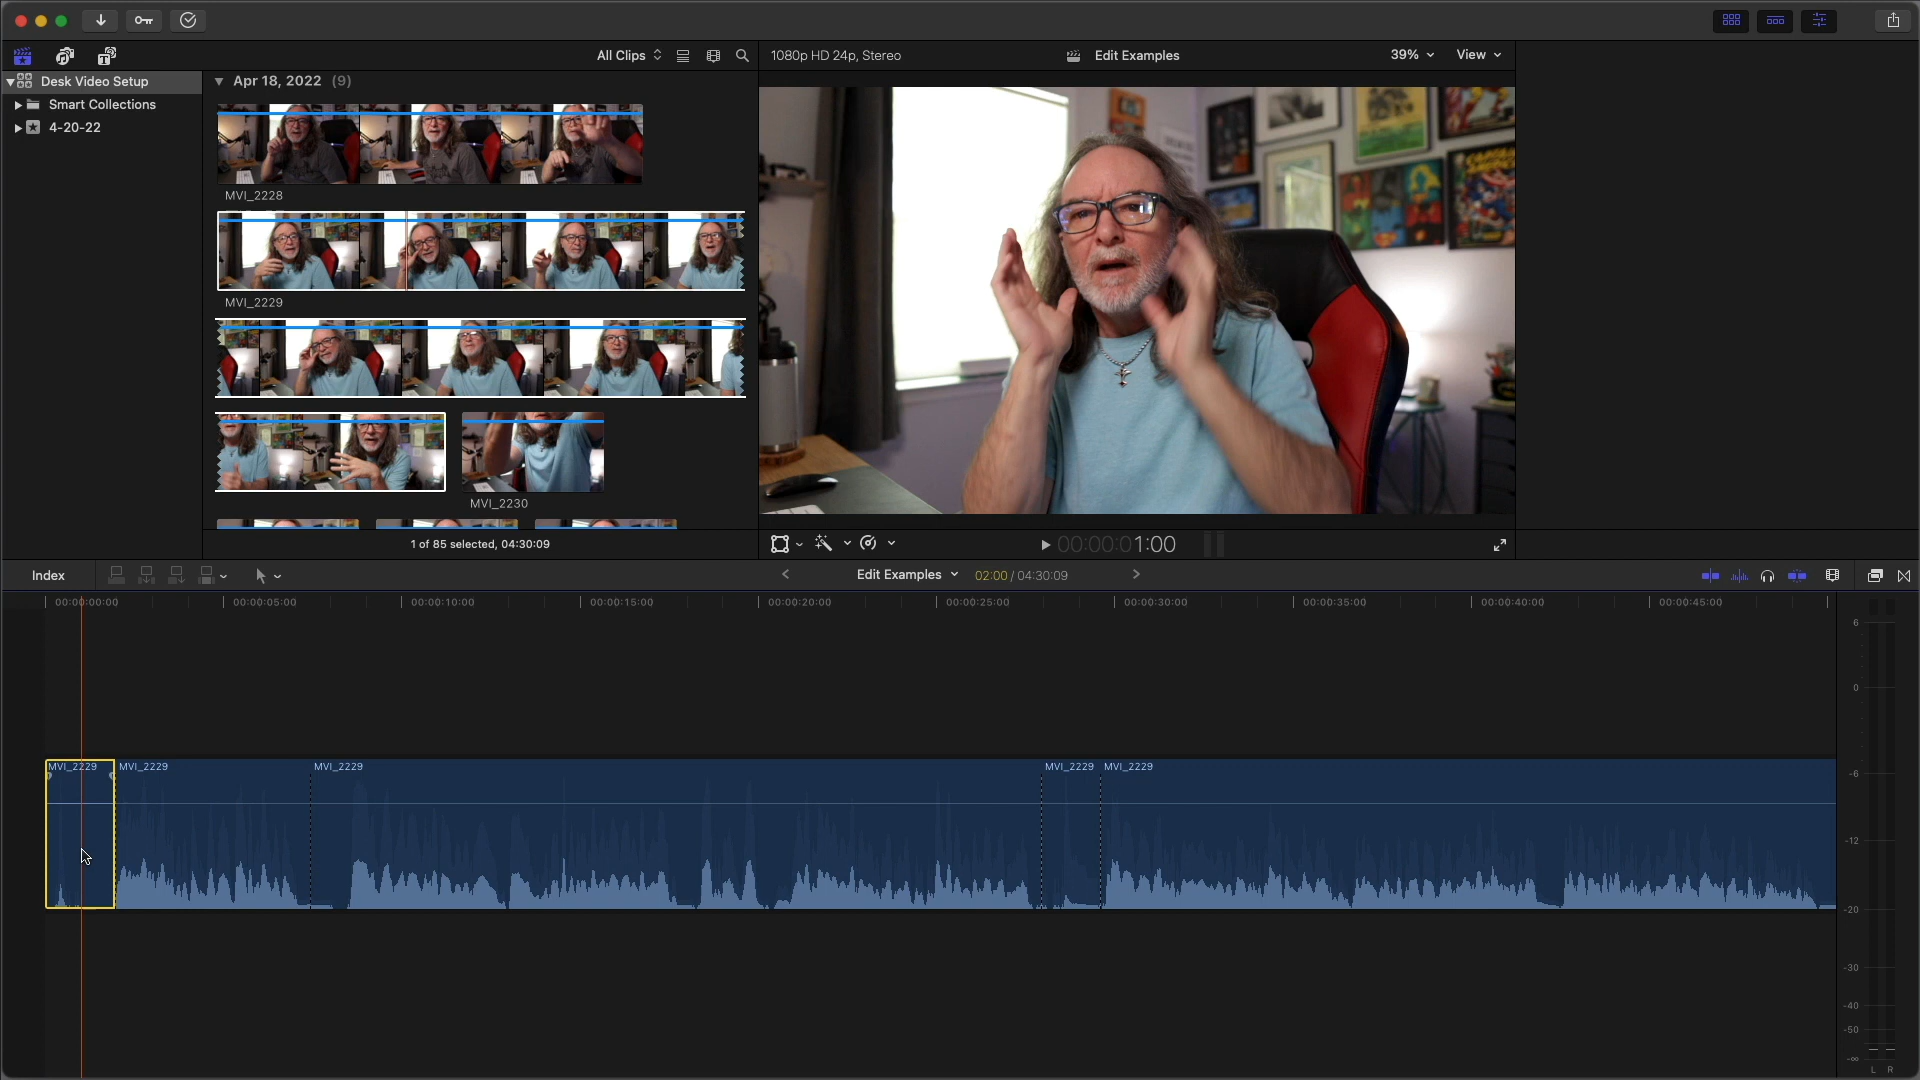 All Clips
1080p HD 24p, Stereo
Edit Examples
39%
View
Desk Video Setup
Smart Collections
4-20-22
Apr 18, 2022 (9)
MVI_2228
MVI_2229
MVI_2230
1 of 85 selected, 04:30:09
00:00:01:00
Index
Edit Examples
02:00 / 04:30:09
00:00:00:00
00:00:05:00
00:00:10:00
00:00:15:00
00:00:20:00
00:00:25:00
00:00:30:00
00:00:35:00
00:00:40:00
00:00:45:00
MVI_2229
MVI_2229
MVI_2229
MVI_2229
MVI_2229
6
0
-6
-12
-20
-30
-40
-50
-∞
L R